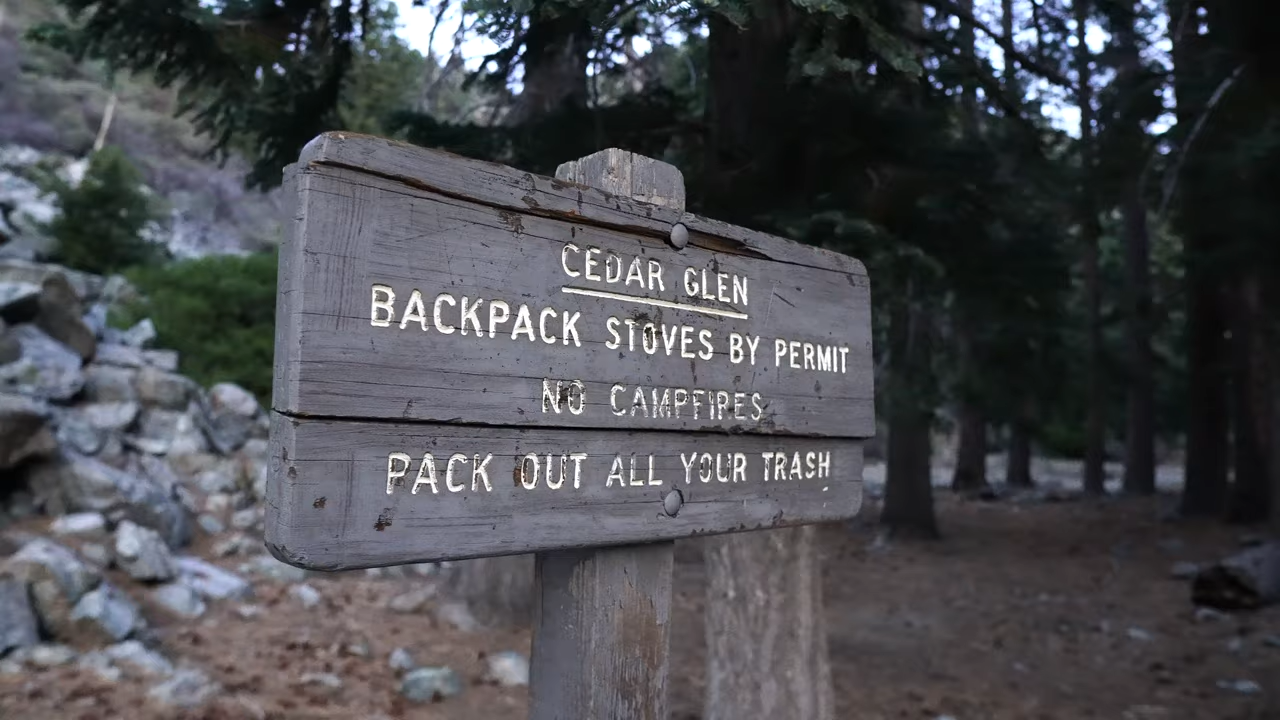 CEDAR GLEN
BACKPACK STOVES BY PERMIT
NO CAMPFIRES
PACK OUT ALL YOUR TRASH